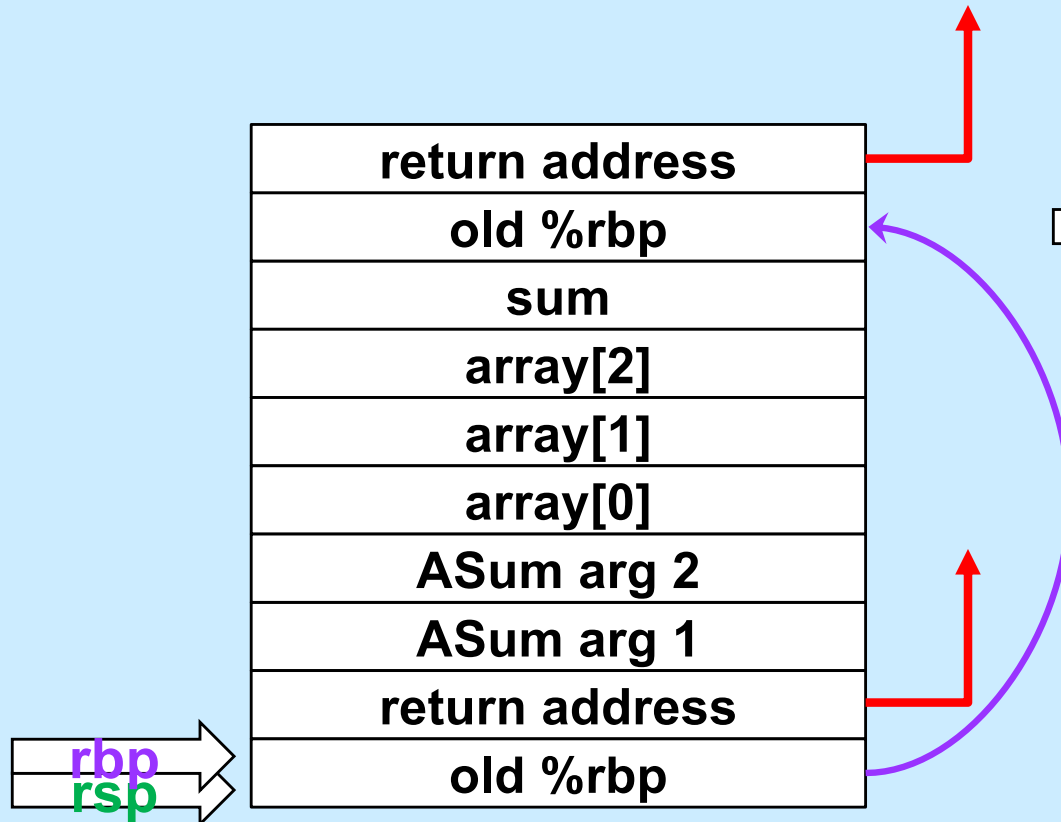 return address
old %rbp
sum
array[2]
array[1]
array[0]
ASum arg 2
ASum arg 1
return address
rbp
old %rbp
rsp